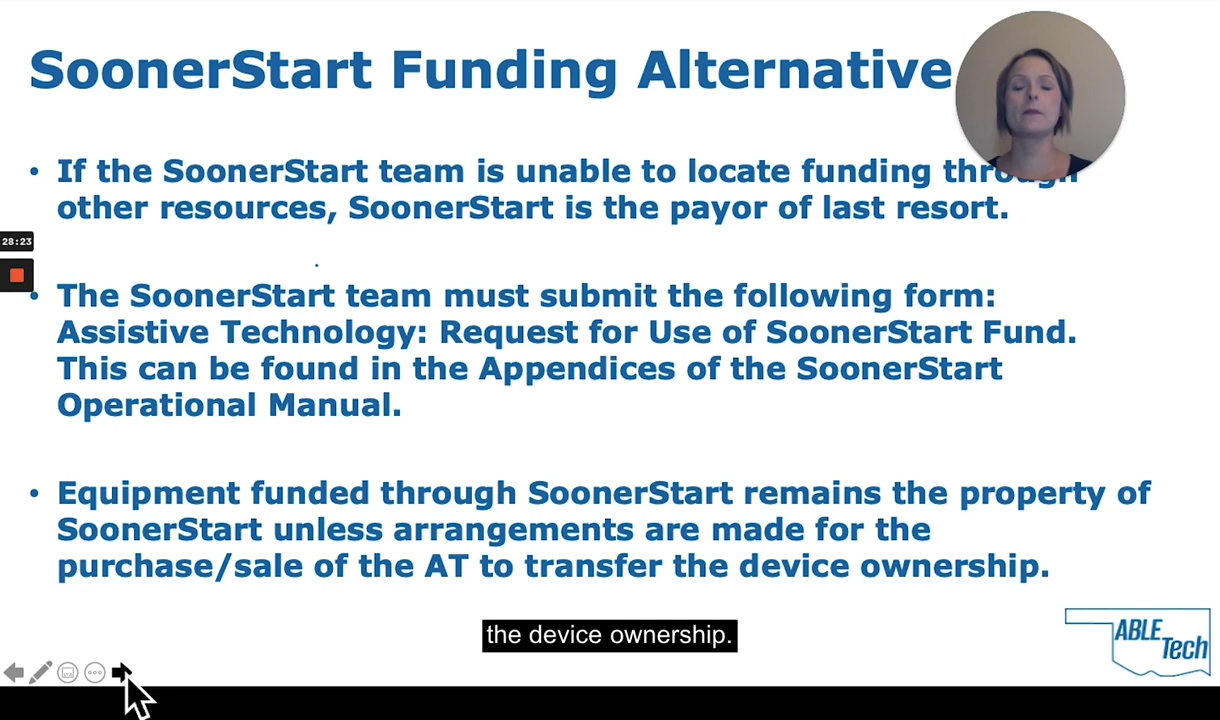 SoonerStart Funding Alternative
• If the SoonerStart team is unable to locate funding through
other resources, SoonerStart is the payor of last resort.
28:23
• The SoonerStart team must submit the following form:
Assistive Technology: Request for Use of SoonerStart Fund.
This can be found in the Appendices of the SoonerStart
Operational Manual.
• Equipment funded through SoonerStart remains the property of
SoonerStart unless arrangements are made for the
purchase/sale of the AT to transfer the device ownership.
the device ownership.
ABLE
Tech